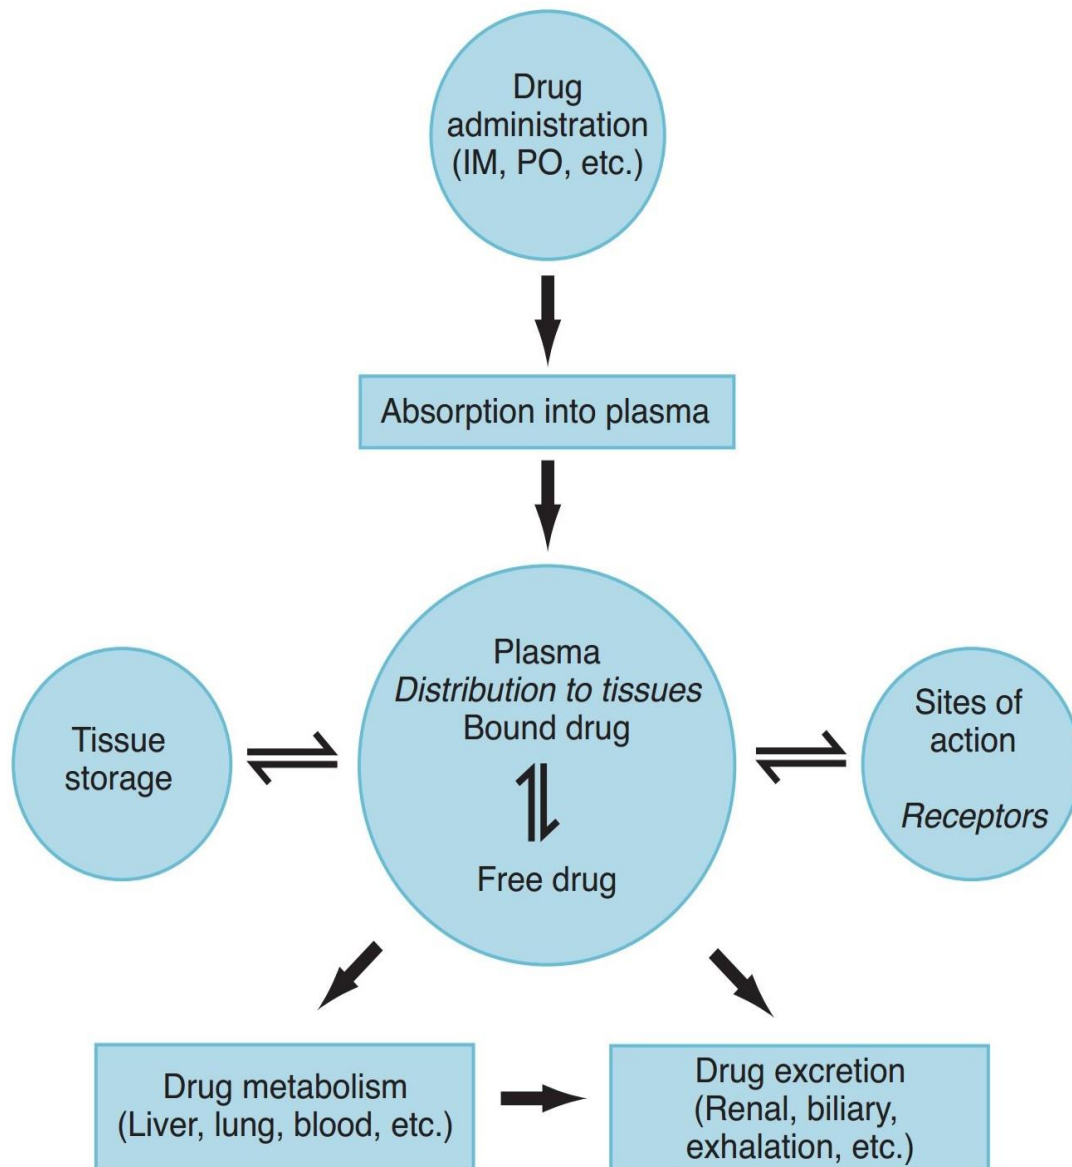 Drug
administration
(IM, PO, etc.)
Absorption into plasma
Plasma
Distribution to tissues
Bound drug
Free drug
Tissue
storage
Sites of
action
Receptors
Drug metabolism
(Liver, lung, blood, etc.)
Drug excretion
(Renal, biliary,
exhalation, etc.)